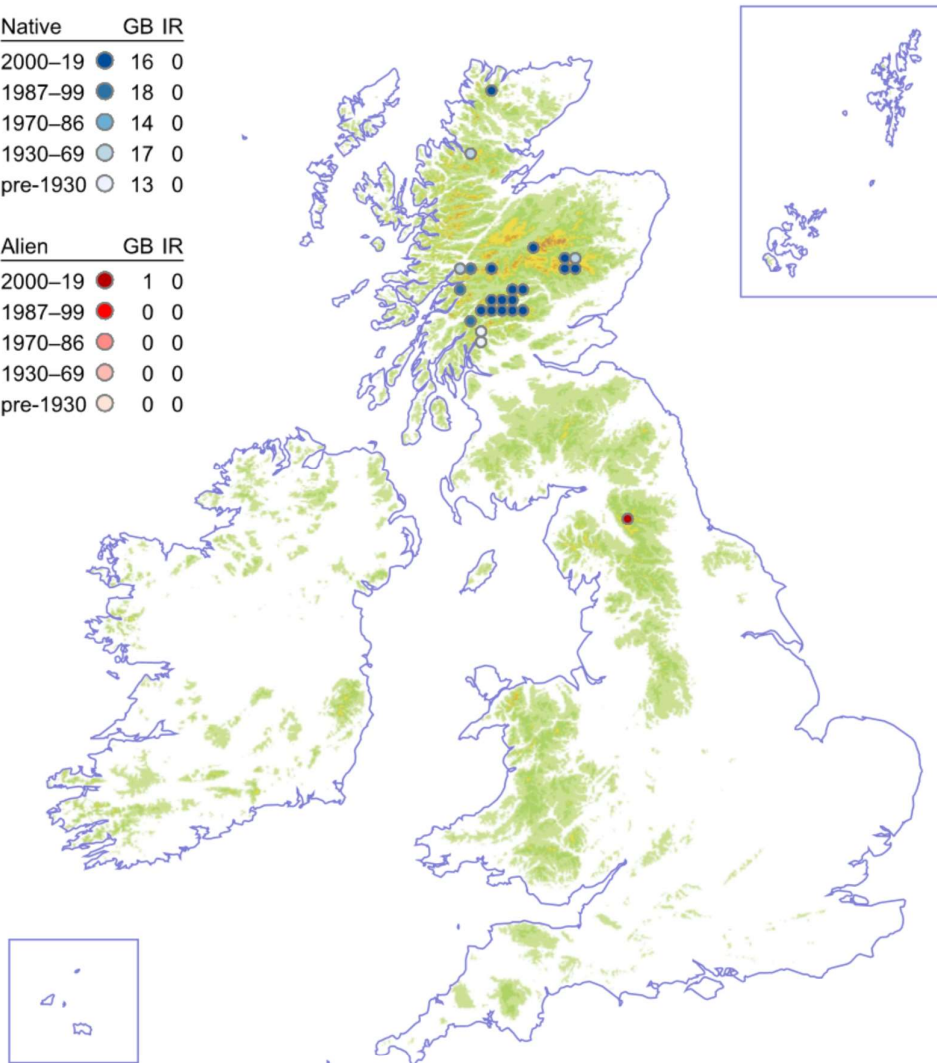 Native GB IR
2000–19 16 0
1987–99 18 0
1970–86 14 0
1930–69 17 0
pre-1930 13 0
Alien GB IR
2000–19 1 0
1987–99 0 0
1970–86 0 0
1930–69 0 0
pre-1930 0 0